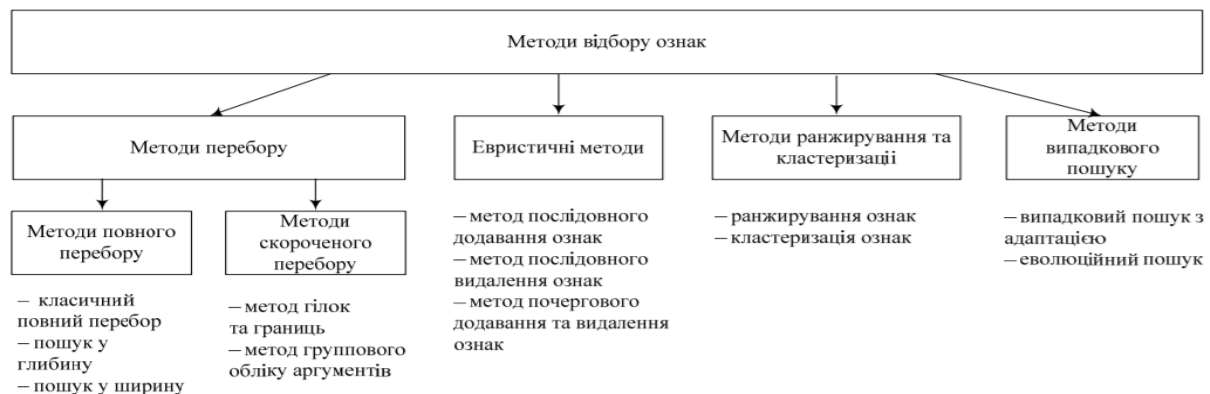 Методи відбору ознак
Методи перебору
Евристичні методи
Методи ранжирування та
кластеризації
Методи
випадкового
пошуку
Методи повного
перебору
Методи
скороченого
перебору
– класичний
повний перебор
– пошук у
глибину
– пошук у ширину
– метод гілок
та границь
– метод группового
обліку аргументів
– метод послідовного
додавання ознак
– метод послідовного
видалення ознак
– метод почергового
додавання та видалення
ознак
– ранжирування ознак
– кластеризація ознак
– випадковий пошук з
адаптацією
– еволюційний пошук